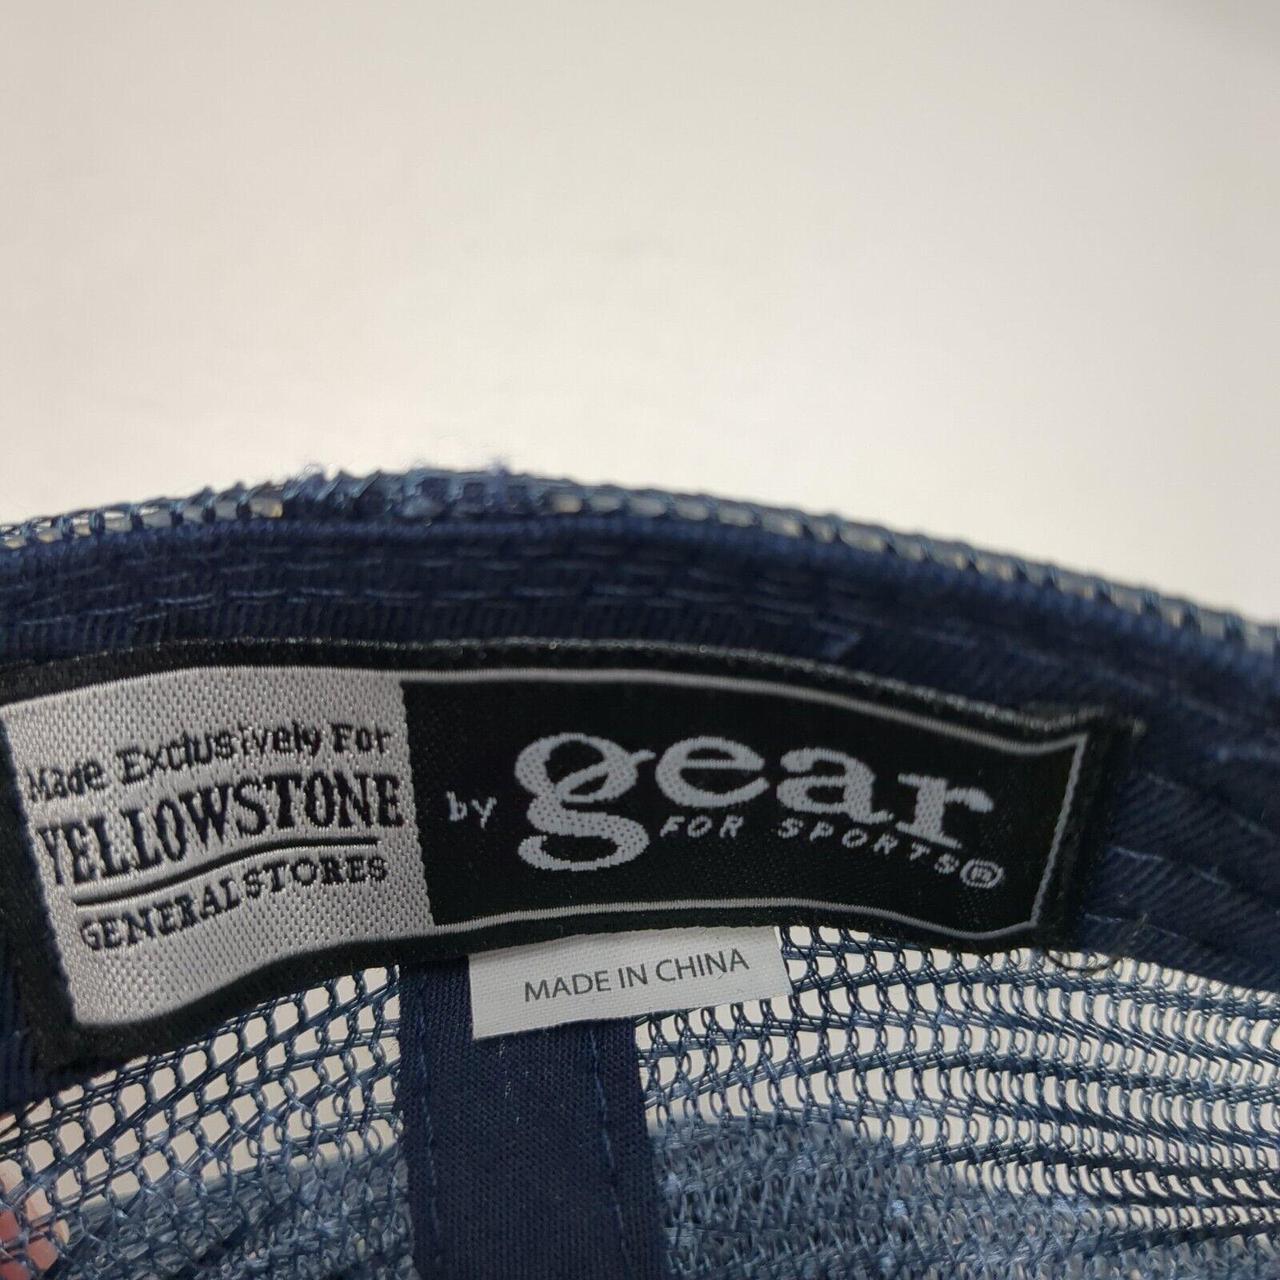 Made Exclusively For
YELLOWSTONE
GENERAL STORES
by gear
FOR SPORTS®
MADE IN CHINA